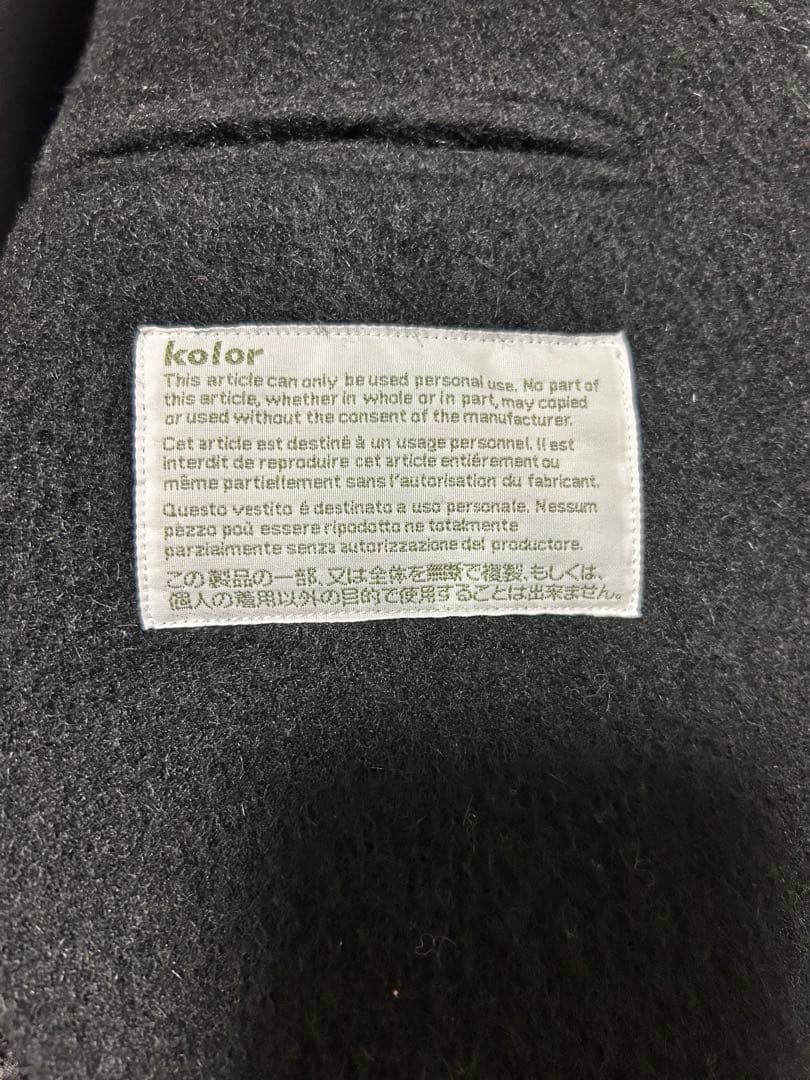 kolor
This article can only be used personal use. No part of
this article, whether in whole or in part, may copied
or used without the consent of the manufacturer.
Cet article est destiné à un usage personnel. Il est
interdit de reproduire cet article entiérement ou
même partiellement sans l'autorisation du fabricant.
Questo vestito é destinato a uso personale. Nessum
pezzo poù essere ripodotto ne totalmente
parzialmente senza autorizzazione del productore.
この製品の一部、又は全体を無断で複製、もしくは、
個人の着用以外の目的で使用することは出来ません。